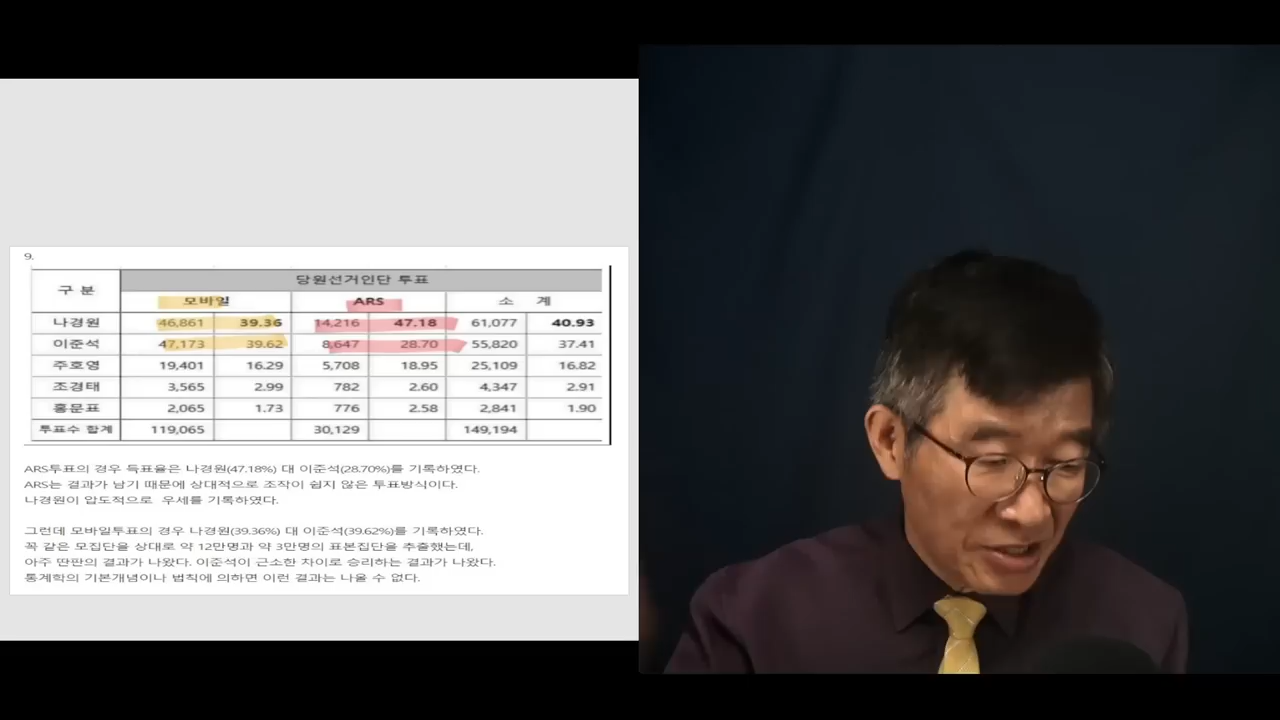 9.
구 분 당원선거인단 투표
모바일 ARS 소 계
나경원 46,861 39.36 14,216 47.18 61,077 40.93
이준석 47,173 39.62 8,647 28.70 55,820 37.41
주호영 19,401 16.29 5,708 18.95 25,109 16.82
조경태 3,565 2.99 782 2.60 4,347 2.91
홍문표 2,065 1.73 776 2.58 2,841 1.90
투표수 합계 119,065 30,129 149,194
ARS투표의 경우 득표율은 나경원(47.18%) 대 이준석(28.70%)를 기록하였다.
ARS는 결과가 남기 때문에 상대적으로 조작이 쉽지 않은 투표방식이다.
나경원이 압도적으로 우세를 기록하였다.
그런데 모바일투표의 경우 나경원(39.36%) 대 이준석(39.62%)를 기록하였다.
꼭 같은 모집단을 상대로 약 12만명과 약 3만명의 표본집단을 추출했는데,
아주 딴판의 결과가 나왔다. 이준석이 근소한 차이로 승리하는 결과가 나왔다.
통계학의 기본개념이나 법칙에 의하면 이런 결과는 나올 수 없다.